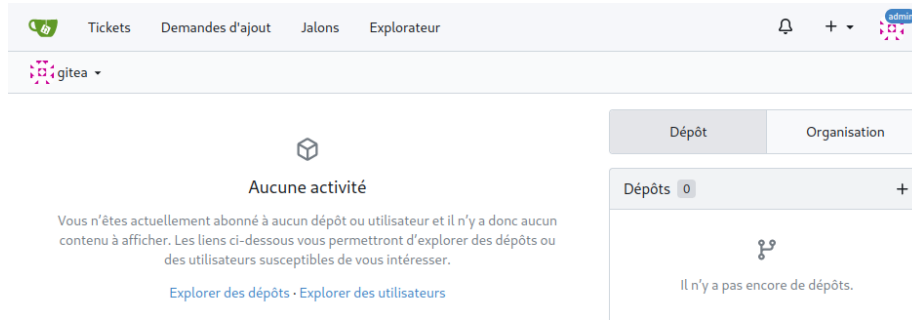 Tickets Demandes d'ajout Jalons Explorateur
admin
gitea
Dépôt Organisation
Aucune activité
Dépôts 0
Vous n'êtes actuellement abonné à aucun dépôt ou utilisateur et il n'y a donc aucun
contenu à afficher. Les liens ci-dessous vous permettront d'explorer des dépôts ou
des utilisateurs susceptibles de vous intéresser.
Explorer des dépôts · Explorer des utilisateurs
Il n'y a pas encore de dépôts.